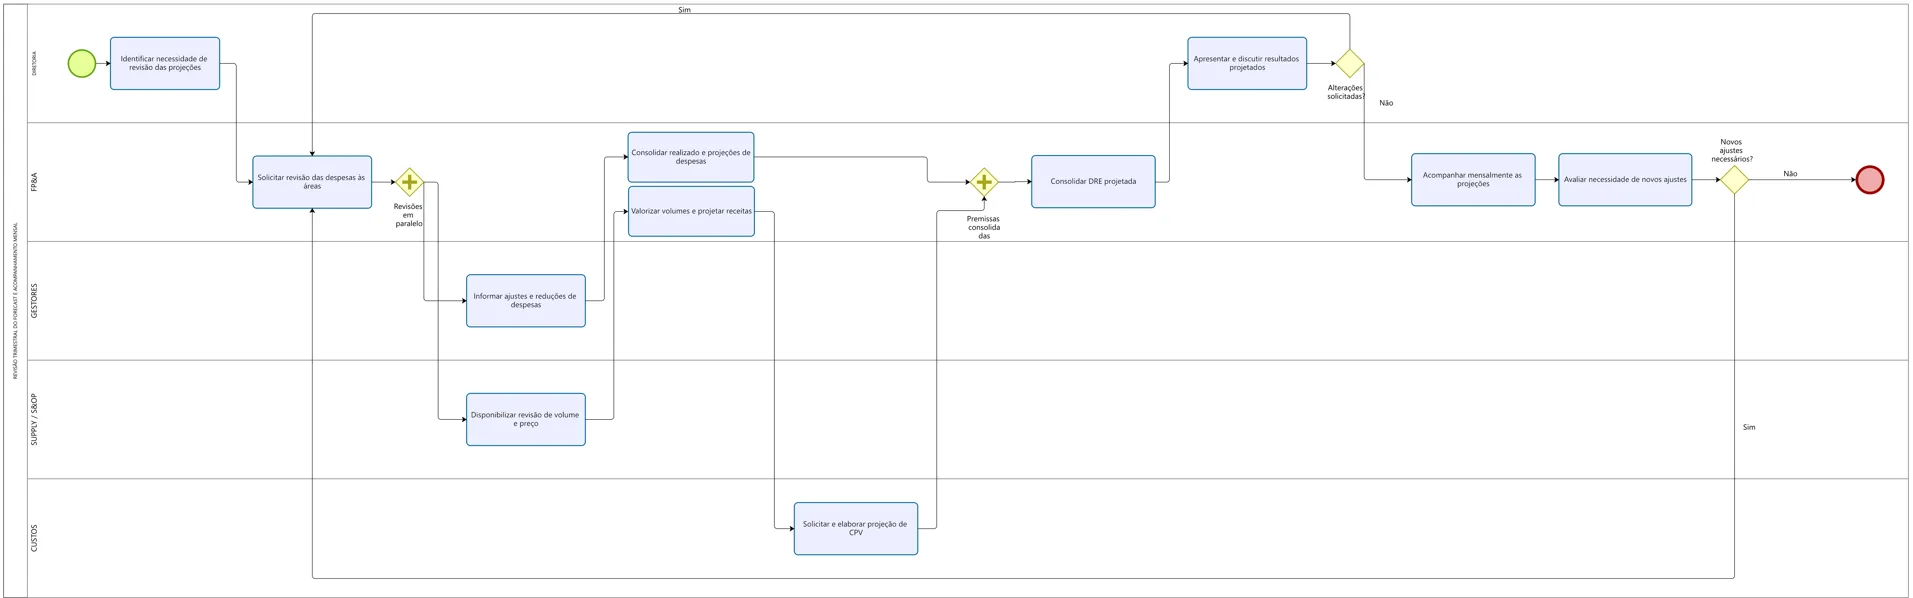 REVISÃO TRIMESTRAL DO FORECAST E ACOMPANHAMENTO MENSAL
DIRETORIA
Identificar necessidade de
revisão das projeções
Sim
Apresentar e discutir resultados
projetados
Alterações
solicitadas?
Não
FP&A
Solicitar revisão das despesas às
áreas
Revisões
em
paralelo
Consolidar realizado e projeções de
despesas
Valorizar volumes e projetar receitas
Premissas
consolida
das
Consolidar DRE projetada
Acompanhar mensalmente as
projeções
Avaliar necessidade de novos ajustes
Novos
ajustes
necessários?
Não
GESTORES
Informar ajustes e reduções de
despesas
SUPPLY / S&OP
Disponibilizar revisão de volume
e preço
Sim
CUSTOS
Solicitar e elaborar projeção de
CPV